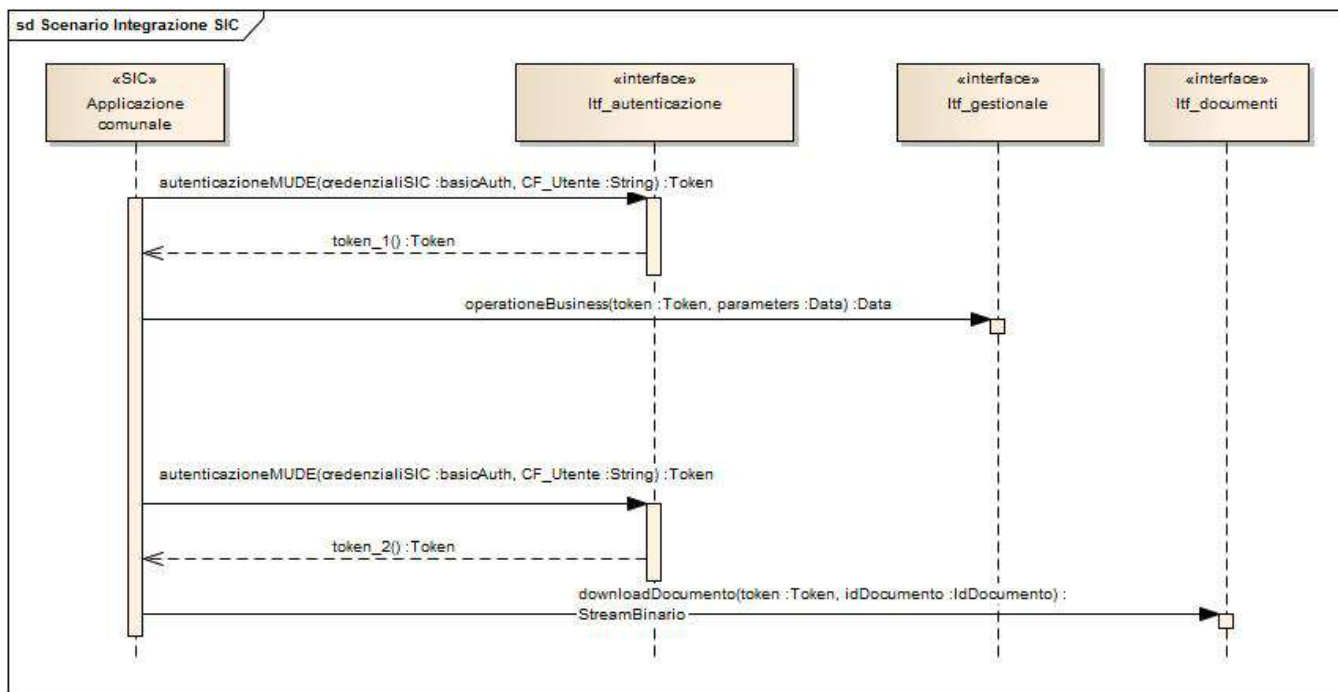 sd Scenario Integrazione SIC
«SIC»
Applicazione
comunale
«interface»
Itf_autenticazione
«interface»
Itf_gestionale
«interface»
Itf_documenti
autenticazioneMUDE(credenzialiSIC :basicAuth, CF_Utente :String) :Token
token_1() :Token
operationeBusiness(token :Token, parameters :Data) :Data
autenticazioneMUDE(credenzialiSIC :basicAuth, CF_Utente :String) :Token
token_2() :Token
downloadDocumento(token :Token, idDocumento :IdDocumento) :
StreamBinario